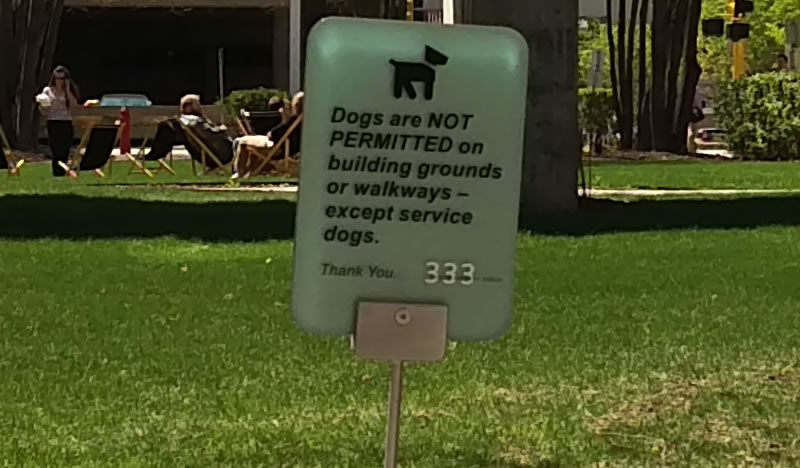 Dogs are NOT
PERMITTED on
building grounds
or walkways –
except service
dogs.
Thank You. 333